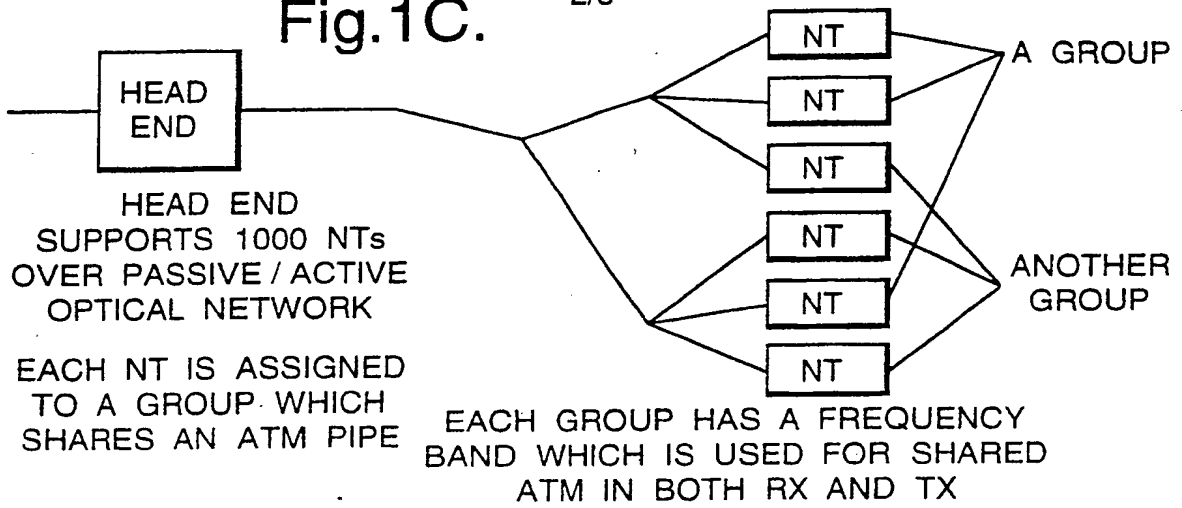 Fig.1C.
HEAD
END
HEAD END
SUPPORTS 1000 NTs
OVER PASSIVE / ACTIVE
OPTICAL NETWORK
EACH NT IS ASSIGNED
TO A GROUP WHICH
SHARES AN ATM PIPE
NT
NT
NT
NT
NT
NT
A GROUP
ANOTHER
GROUP
EACH GROUP HAS A FREQUENCY
BAND WHICH IS USED FOR SHARED
ATM IN BOTH RX AND TX